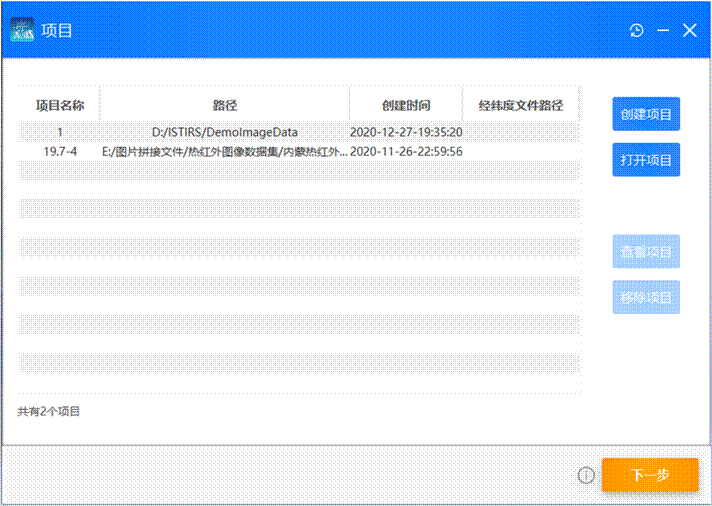 项目
项目名称 路径 创建时间 经纬度文件路径
1 D:/ISTIRS/DemoImageData 2020-12-27-19:35:20
19.7-4 E:/图片拼接文件/热红外图像数据集/内蒙热红外... 2020-11-26-22:59:56
创建项目
打开项目
查看项目
移除项目
共有2个项目
下一步